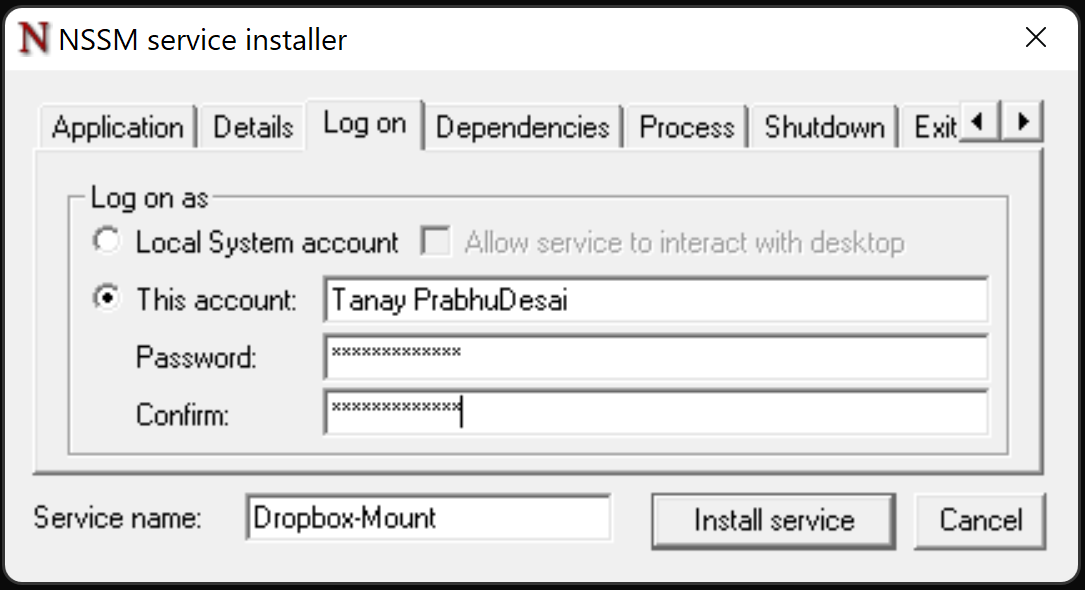 NSSM service installer
Application Details Log on Dependencies Process Shutdown Exit
Log on as
Local System account Allow service to interact with desktop
This account: Tanay PrabhuDesai
Password: *************
Confirm: *************
Service name: Dropbox-Mount Install service Cancel